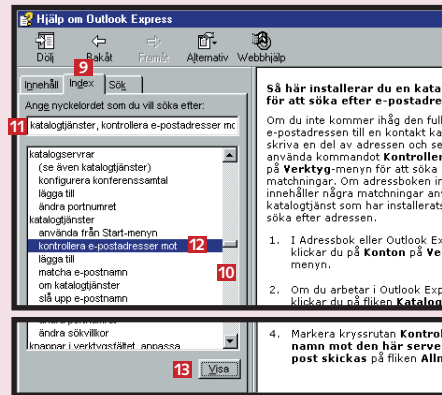 Hjälp om Outlook Express
Dölj Bakåt Framåt Alternativ Webbhjälp
9
Innehåll Index Sök
Ange nyckelordet som du vill söka efter:
11 katalogtjänster, kontrollera e-postadresser mo
katalogservrar
(se även katalogtjänster)
konfigurera konferenssamtal
lägga till
ändra portnumret
katalogtjänster
använda från Start-menyn
kontrollera e-postadresser mot 12
lägga till 10
matcha e-postnamn
om katalogtjänster
slå upp e-postnamn
ändra sökvillkor
knappar i verktygsfältet, anpassa
13 Visa
Så här installerar du en kata
för att söka efter e-postadre
Om du inte kommer ihåg den full
e-postadressen till en kontakt ka
skriva en del av adressen och se
använda kommandot Kontroller
på Verktyg-menyn för att söka
matchningar. Om adressboken in
innehåller några matchningar anv
katalogtjänst som har installerats
söka efter adressen.
1. I Adressbok eller Outlook Ex
klickar du på Konton på Ve
menyn.
2. Om du arbetar i Outlook Exp
klickar du på fliken Katalog
4. Markera kryssrutan Kontrol
namn mot den här serve
post skickas på fliken Allm